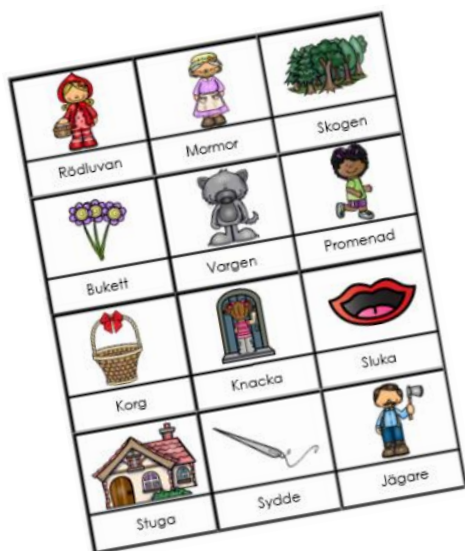 Rödluvan
Mormor
Skogen
Bukett
Vargen
Promenad
Korg
Knacka
Sluka
Stuga
Sydde
Jägare